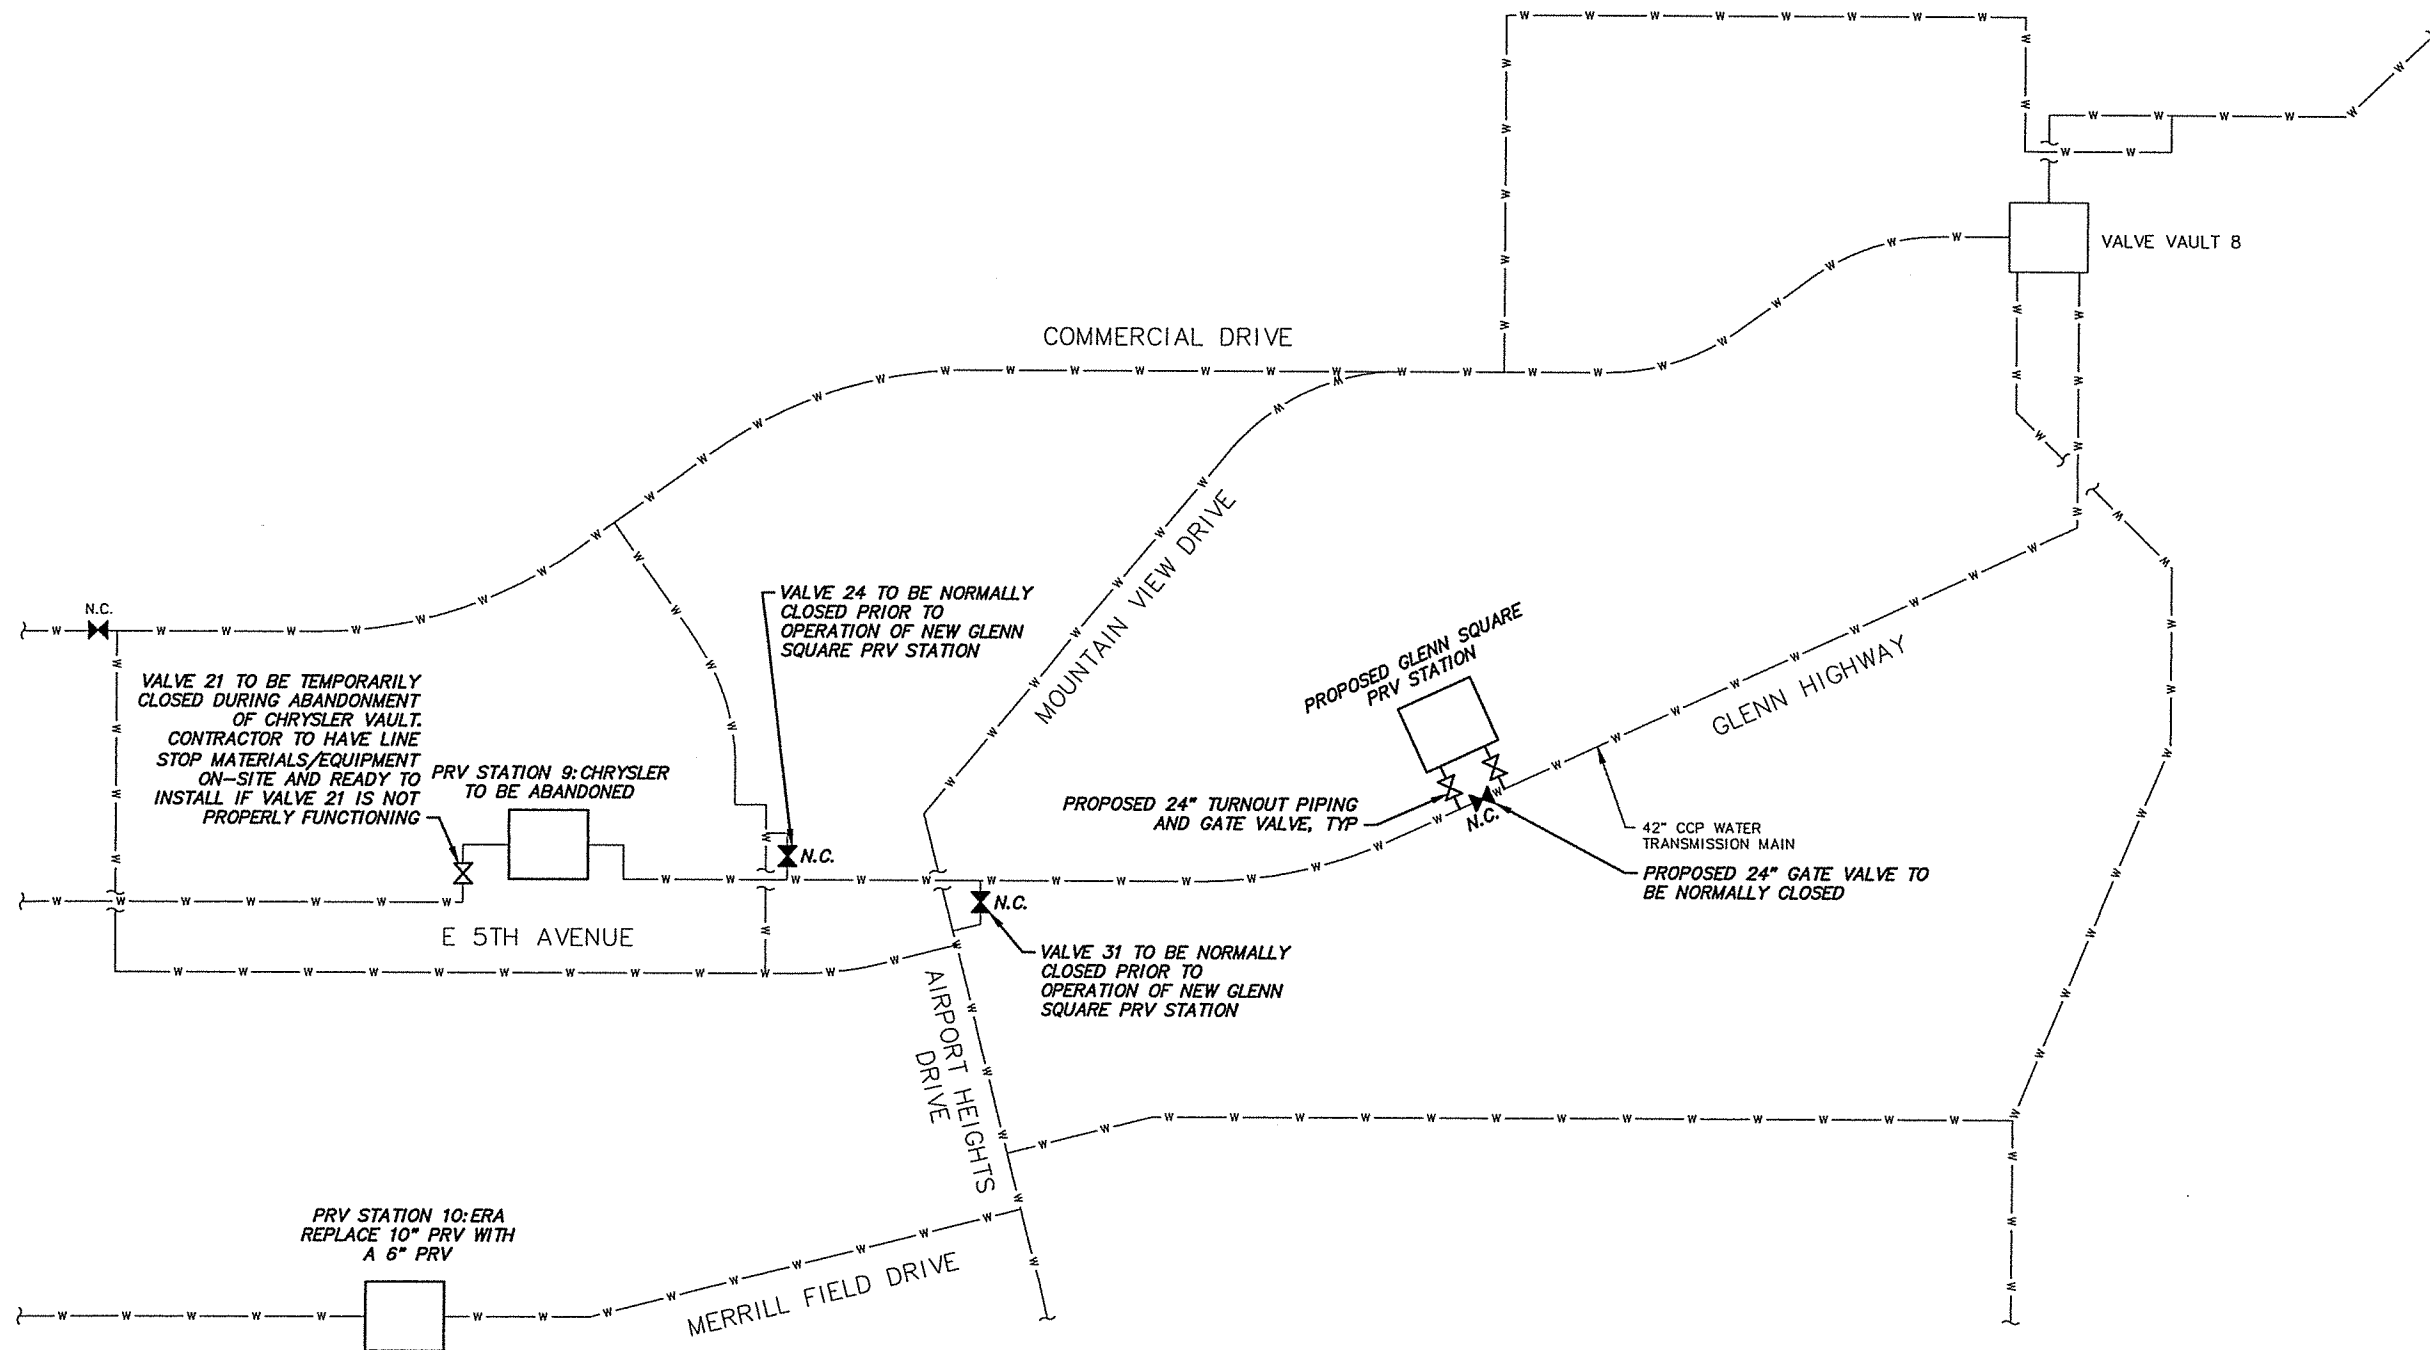 COMMERCIAL DRIVE
VALVE VAULT 8
MOUNTAIN VIEW DRIVE
N.C.
VALVE 24 TO BE NORMALLY
CLOSED PRIOR TO
OPERATION OF NEW GLENN
SQUARE PRV STATION
VALVE 21 TO BE TEMPORARILY
CLOSED DURING ABANDONMENT
OF CHRYSLER VAULT.
CONTRACTOR TO HAVE LINE
STOP MATERIALS/EQUIPMENT
ON-SITE AND READY TO
INSTALL IF VALVE 21 IS NOT
PROPERLY FUNCTIONING
PRV STATION 9: CHRYSLER
TO BE ABANDONED
N.C.
PROPOSED GLENN SQUARE
PRV STATION
GLENN HIGHWAY
PROPOSED 24" TURNOUT PIPING
AND GATE VALVE, TYP
N.C.
42" CCP WATER
TRANSMISSION MAIN
PROPOSED 24" GATE VALVE TO
BE NORMALLY CLOSED
N.C.
E 5TH AVENUE
VALVE 31 TO BE NORMALLY
CLOSED PRIOR TO
OPERATION OF NEW GLENN
SQUARE PRV STATION
AIRPORT HEIGHTS
DRIVE
PRV STATION 10: ERA
REPLACE 10" PRV WITH
A 6" PRV
MERRILL FIELD DRIVE